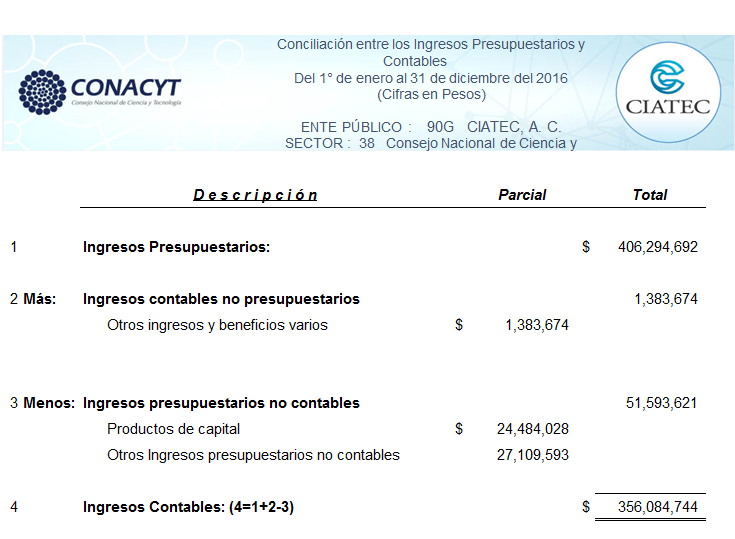 CONACYT
Consejo Nacional de Ciencia y Tecnología
Conciliación entre los Ingresos Presupuestarios y
Contables
Del 1° de enero al 31 de diciembre del 2016
(Cifras en Pesos)
ENTE PÚBLICO : 90G CIATEC, A. C.
SECTOR : 38 Consejo Nacional de Ciencia y
CIATEC
Descripción Parcial Total
1 Ingresos Presupuestarios: $ 406,294,692
2 Más: Ingresos contables no presupuestarios 1,383,674
Otros ingresos y beneficios varios $ 1,383,674
3 Menos: Ingresos presupuestarios no contables 51,593,621
Productos de capital $ 24,484,028
Otros Ingresos presupuestarios no contables 27,109,593
4 Ingresos Contables: (4=1+2-3) $ 356,084,744